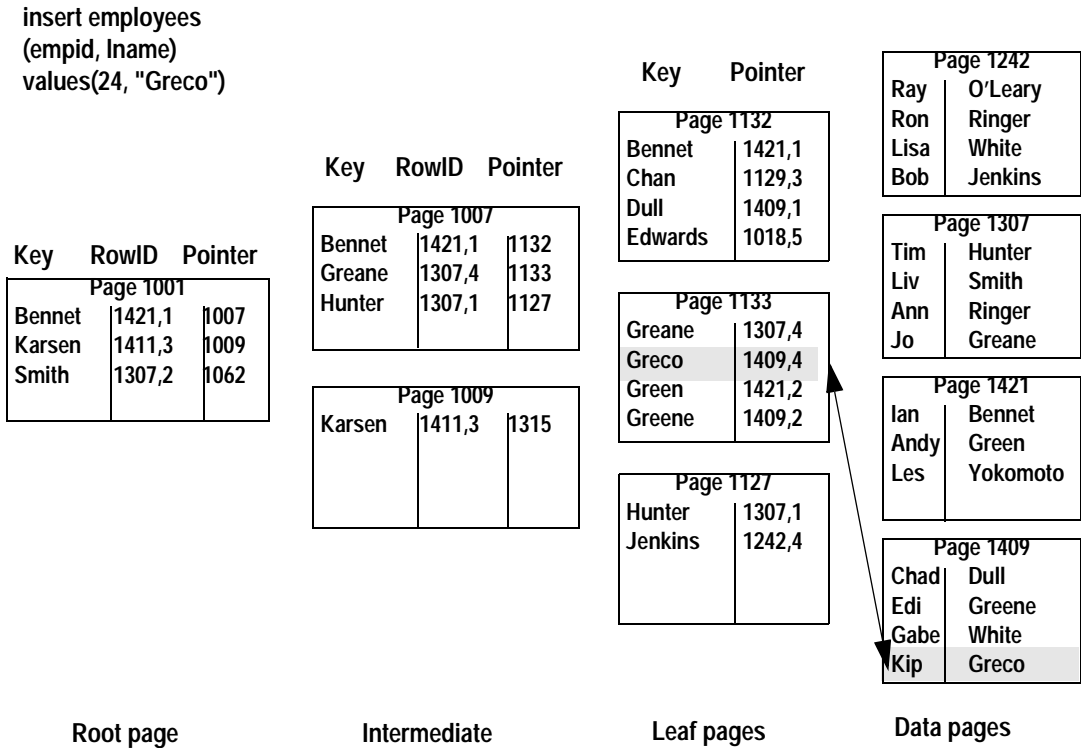 insert employees
(empid, lname)
values(24, "Greco")
Key RowID Pointer
Page 1001
Bennet 1421,1 1007
Karsen 1411,3 1009
Smith 1307,2 1062
Root page
Key RowID Pointer
Page 1007
Bennet 1421,1 1132
Greane 1307,4 1133
Hunter 1307,1 1127
Page 1009
Karsen 1411,3 1315
Intermediate
Key Pointer
Page 1132
Bennet 1421,1
Chan 1129,3
Dull 1409,1
Edwards 1018,5
Page 1133
Greane 1307,4
Greco 1409,4
Green 1421,2
Greene 1409,2
Page 1127
Hunter 1307,1
Jenkins 1242,4
Leaf pages
Page 1242
Ray O'Leary
Ron Ringer
Lisa White
Bob Jenkins
Page 1307
Tim Hunter
Liv Smith
Ann Ringer
Jo Greane
Page 1421
Ian Bennet
Andy Green
Les Yokomoto
Page 1409
Chad Dull
Edi Greene
Gabe White
Kip Greco
Data pages